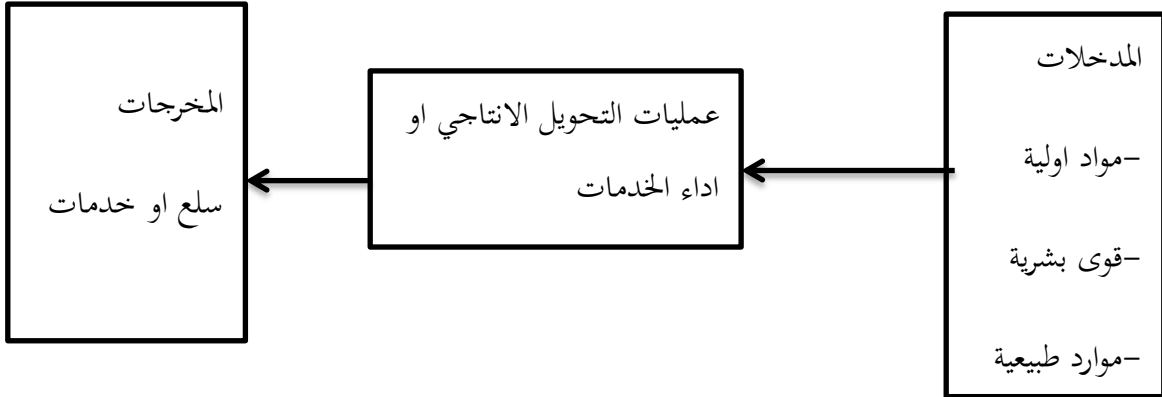 المدخلات
-مواد اولية
-قوى بشرية
-موارد طبيعية
عمليات التحويل الانتاجي او
اداء الخدمات
المخرجات
سلع او خدمات